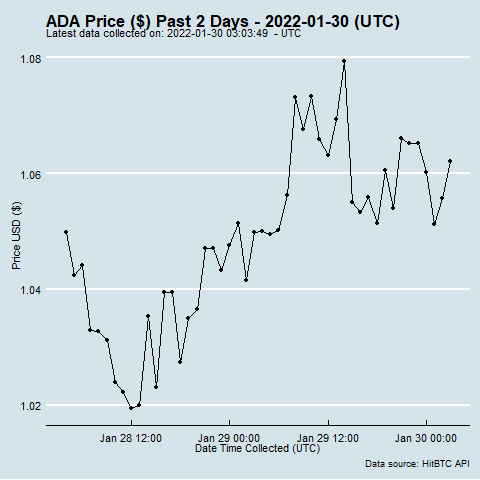 ADA Price ($) Past 2 Days - 2022-01-30 (UTC)
Latest data collected on: 2022-01-30 03:03:49 - UTC
1.08
1.06
1.04
1.02
Price USD ($)
Jan 28 12:00 Jan 29 00:00 Jan 29 12:00 Jan 30 00:00
Date Time Collected (UTC)
Data source: HitBTC API